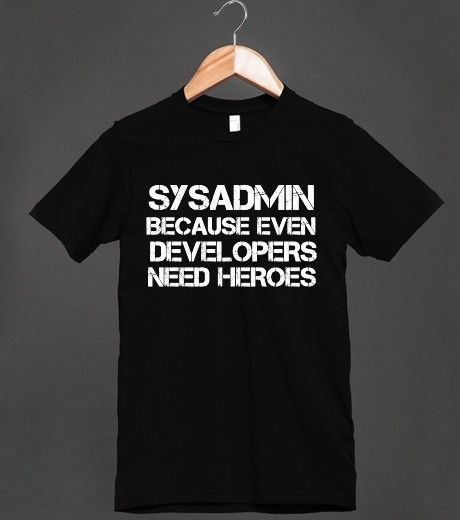 SYSADMIN
BECAUSE EVEN
DEVELOPERS
NEED HEROES